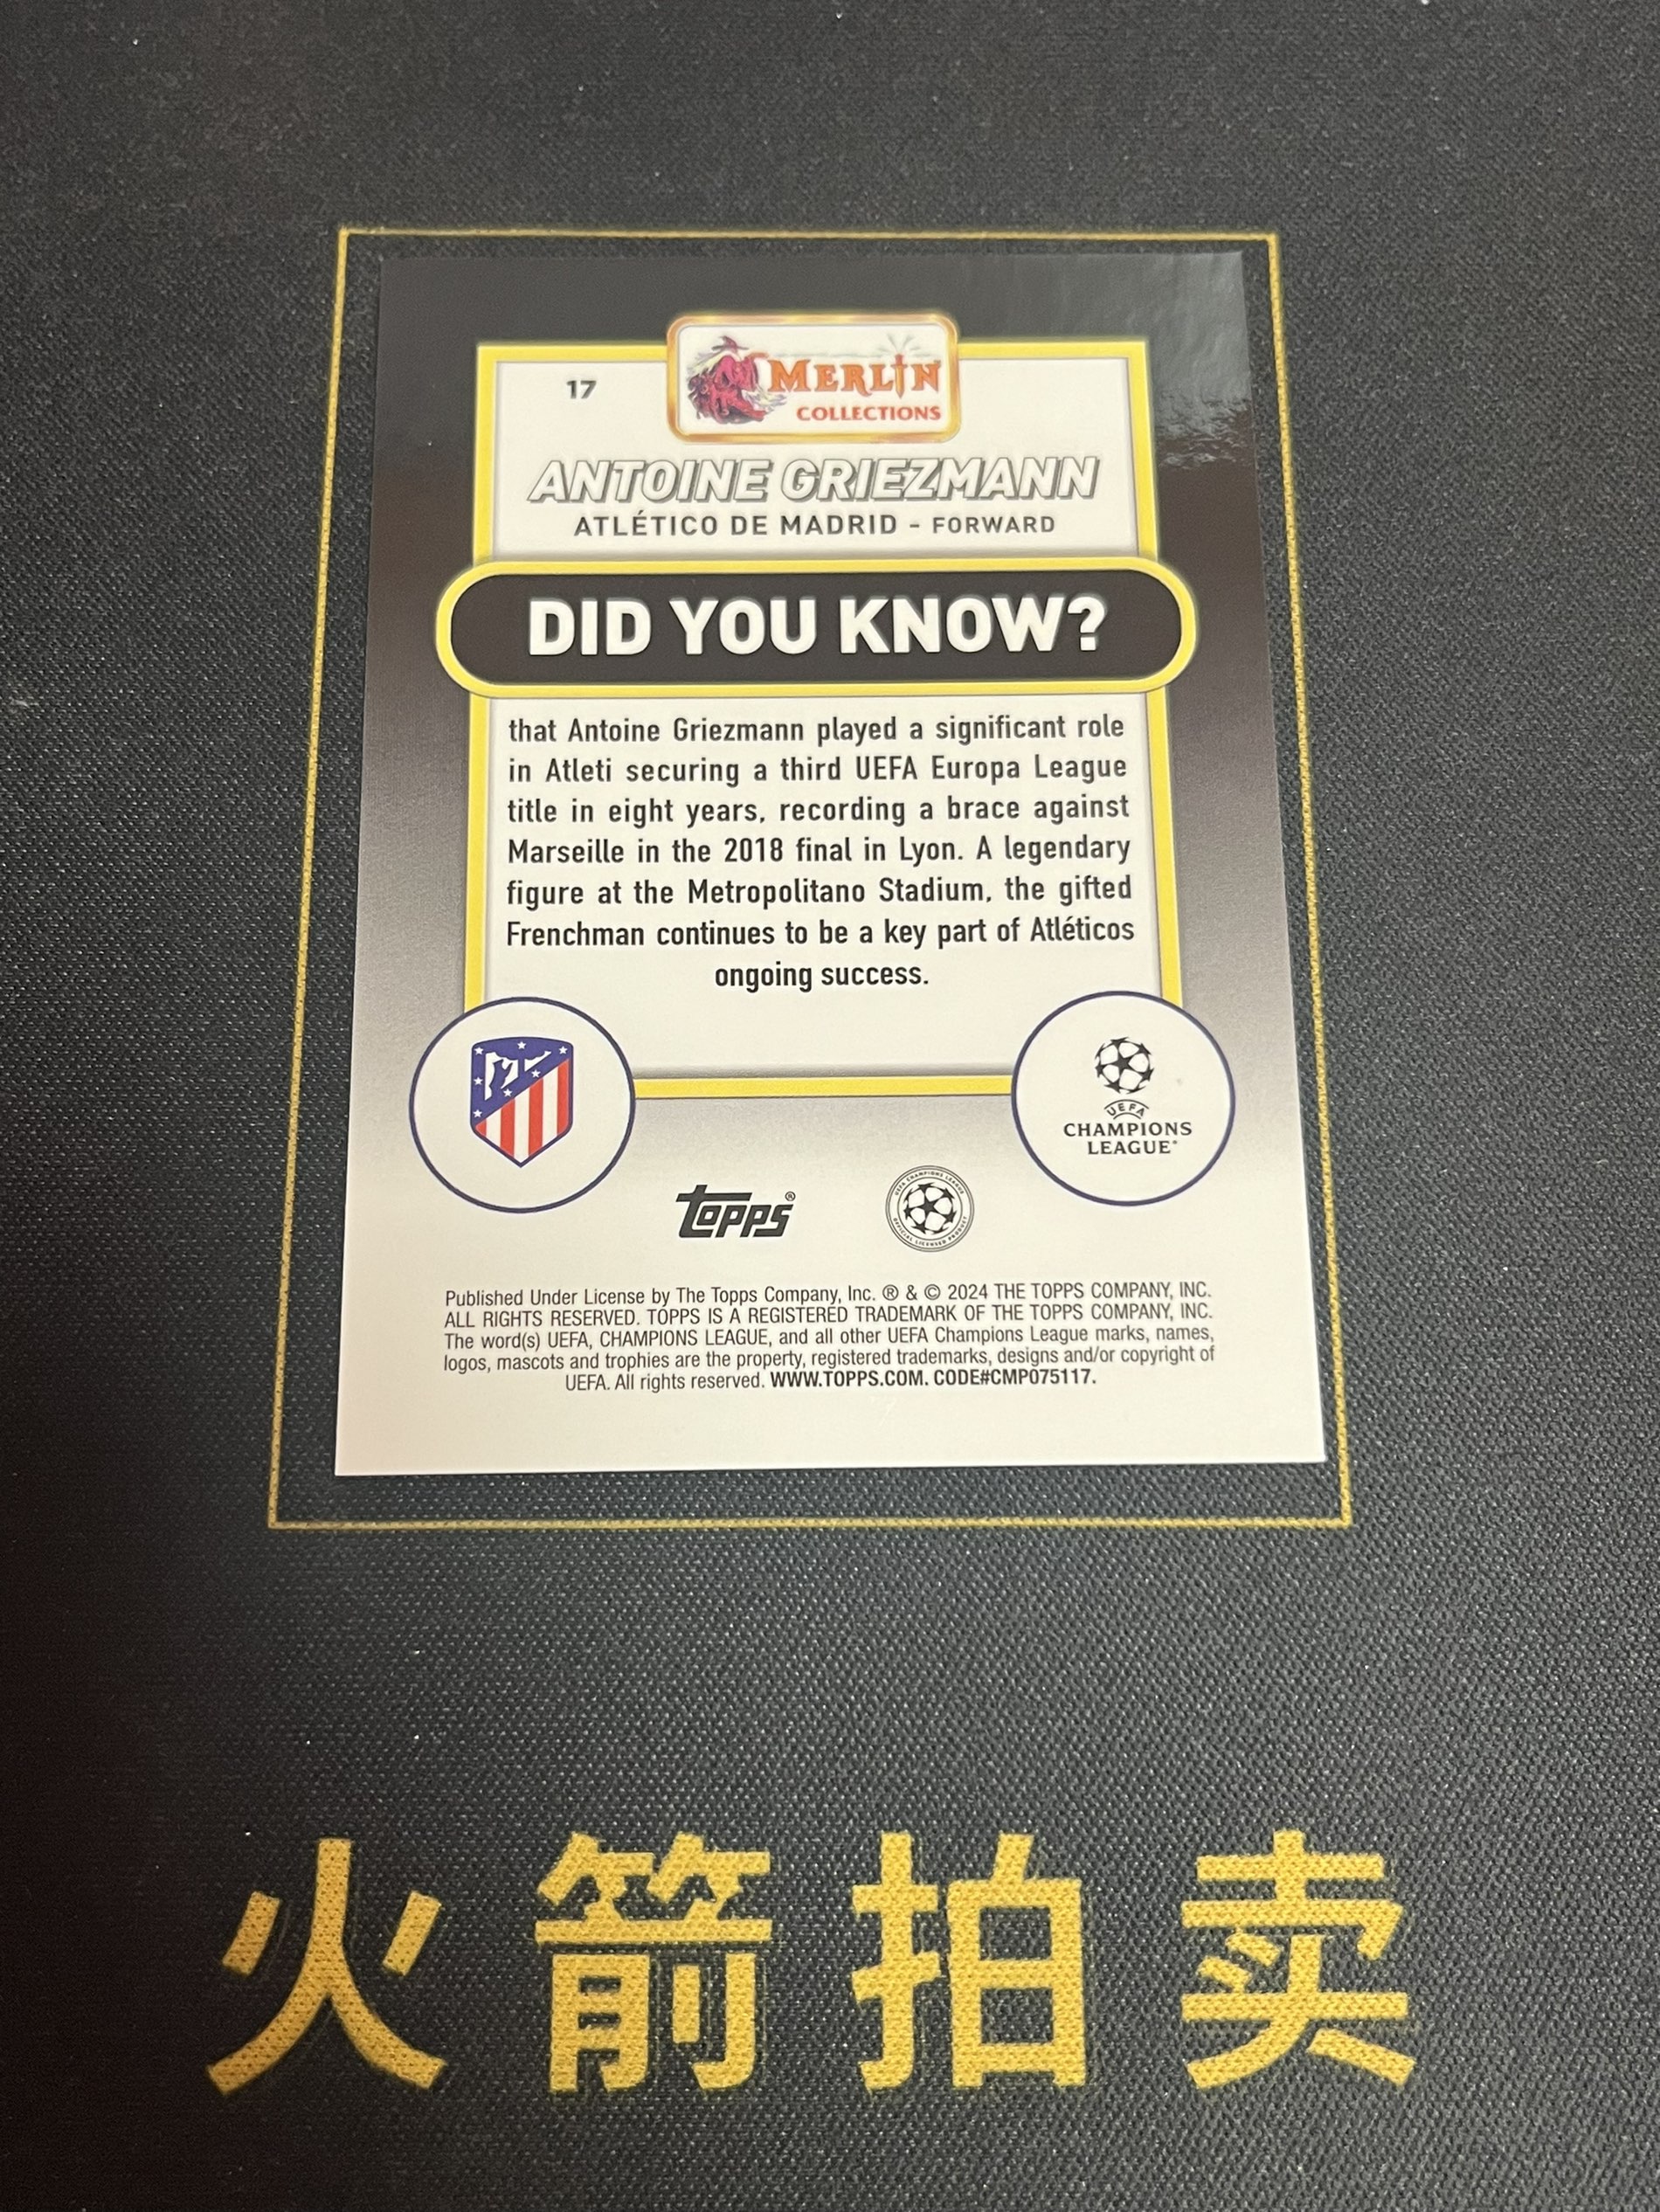 17
MERLIN
COLLECTIONS
ANTOINE GRIEZMANN
ATLÉTICO DE MADRID - FORWARD
DID YOU KNOW?
that Antoine Griezmann played a significant role
in Atleti securing a third UEFA Europa League
title in eight years, recording a brace against
Marseille in the 2018 final in Lyon. A legendary
figure at the Metropolitano Stadium, the gifted
Frenchman continues to be a key part of Atléticos
ongoing success.
UEFA
CHAMPIONS
LEAGUE®
topps®
UEFA CHAMPIONS LEAGUE
OFFICIAL LICENSED PRODUCT
Published Under License by The Topps Company, Inc. ® & © 2024 THE TOPPS COMPANY, INC.
ALL RIGHTS RESERVED. TOPPS IS A REGISTERED TRADEMARK OF THE TOPPS COMPANY, INC.
The word(s) UEFA, CHAMPIONS LEAGUE, and all other UEFA Champions League marks, names,
logos, mascots and trophies are the property, registered trademarks, designs and/or copyright of
UEFA. All rights reserved. WWW.TOPPS.COM. CODE#CMP075117.
火箭拍卖